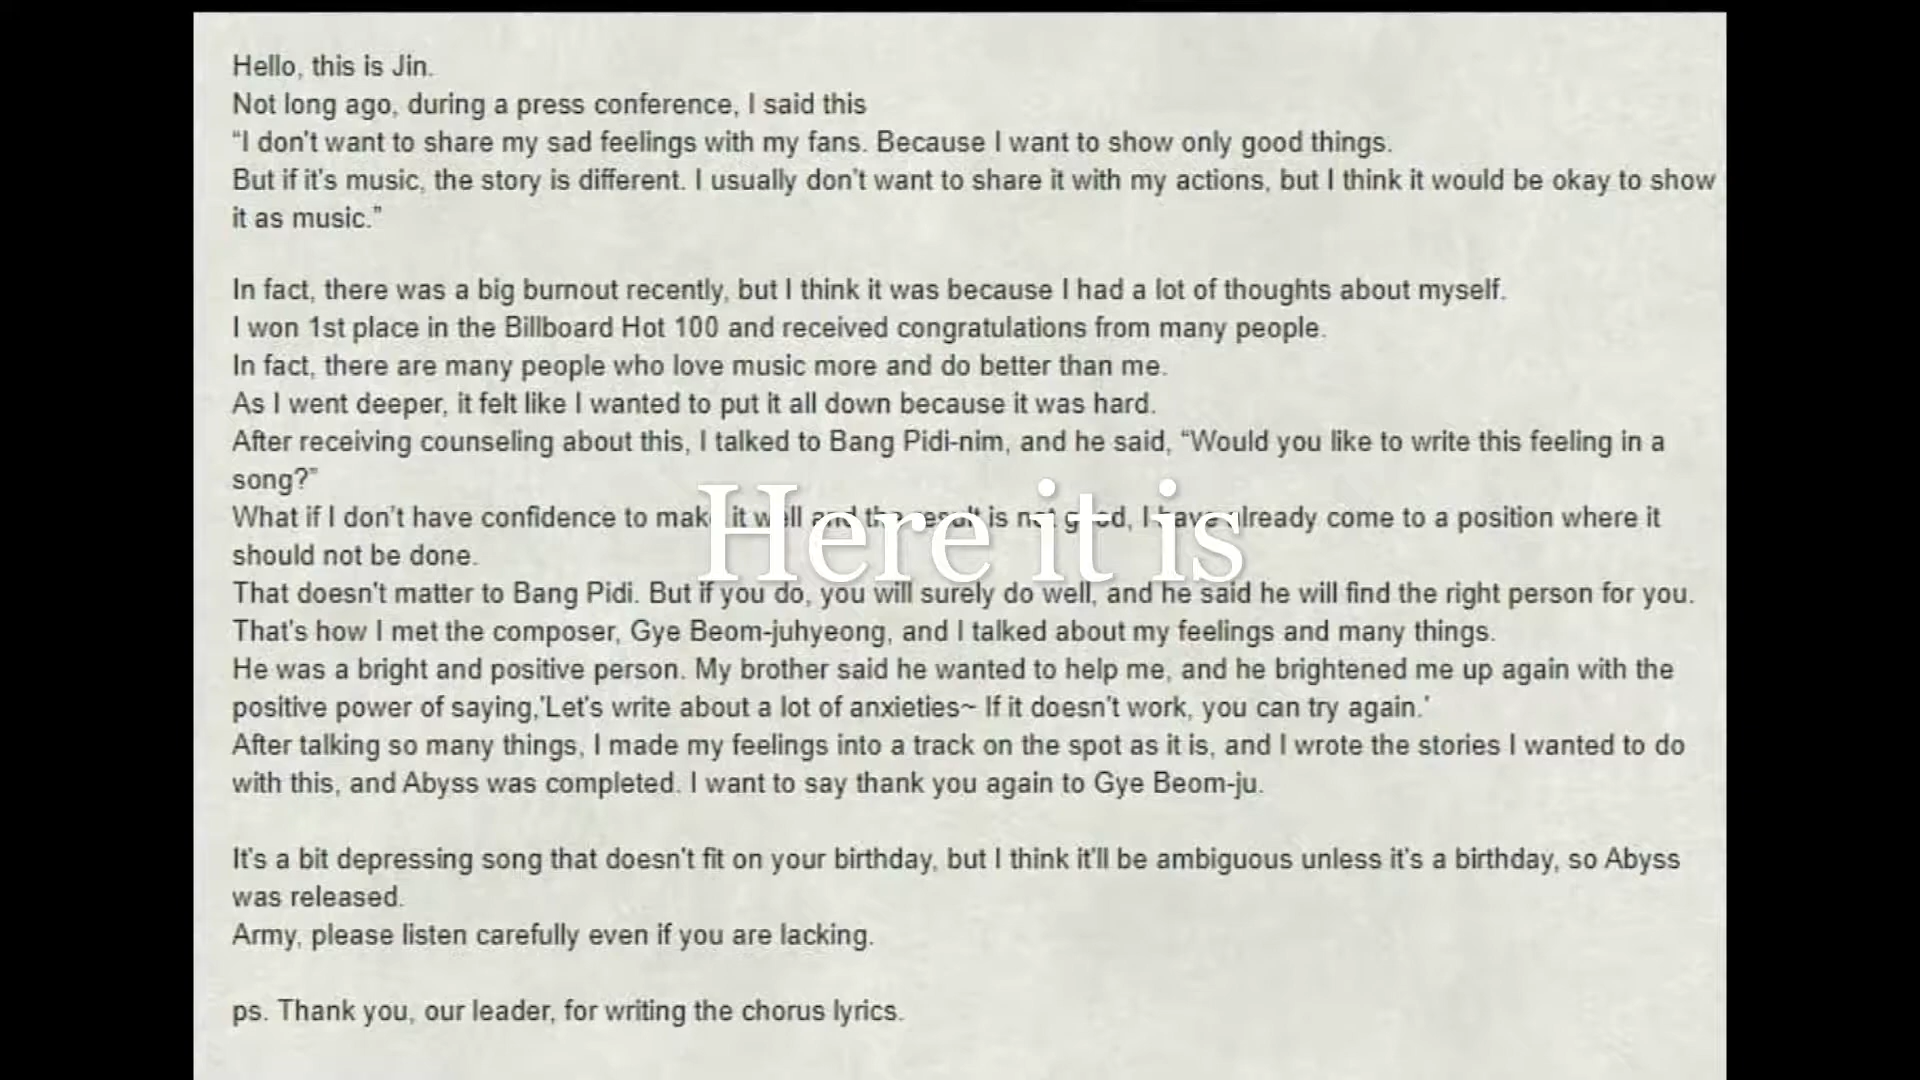 Hello, this is Jin.
Not long ago, during a press conference, I said this
“I don't want to share my sad feelings with my fans. Because I want to show only good things.
But if it's music, the story is different. I usually don't want to share it with my actions, but I think it would be okay to show
it as music.”
In fact, there was a big burnout recently, but I think it was because I had a lot of thoughts about myself.
I won 1st place in the Billboard Hot 100 and received congratulations from many people.
In fact, there are many people who love music more and do better than me.
As I went deeper, it felt like I wanted to put it all down because it was hard.
After receiving counseling about this, I talked to Bang Pidi-nim, and he said, “Would you like to write this feeling in a
song?”
What if I don't have confidence to make it well and the result is not good, I have already come to a position where it
should not be done.
Here it is
That doesn't matter to Bang Pidi. But if you do, you will surely do well, and he said he will find the right person for you.
That's how I met the composer, Gye Beom-juhyeong, and I talked about my feelings and many things.
He was a bright and positive person. My brother said he wanted to help me, and he brightened me up again with the
positive power of saying,'Let's write about a lot of anxieties~ If it doesn't work, you can try again.'
After talking so many things, I made my feelings into a track on the spot as it is, and I wrote the stories I wanted to do
with this, and Abyss was completed. I want to say thank you again to Gye Beom-ju.
It's a bit depressing song that doesn't fit on your birthday, but I think it'll be ambiguous unless it's a birthday, so Abyss
was released.
Army, please listen carefully even if you are lacking.
ps. Thank you, our leader, for writing the chorus lyrics.